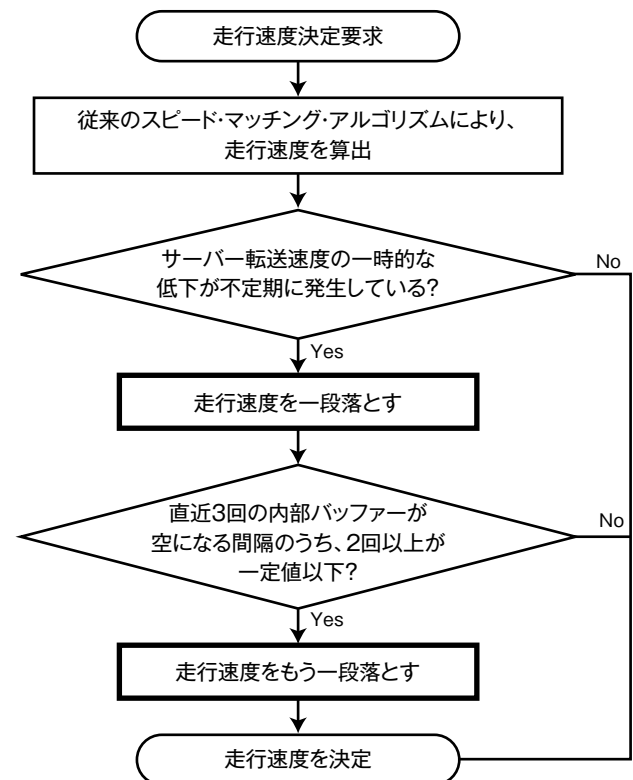 走行速度決定要求
従来のスピード・マッチング・アルゴリズムにより、
走行速度を算出
サーバー転送速度の一時的な
低下が不定期に発生している?
No
Yes
走行速度を一段落とす
直近3回の内部バッファーが
空になる間隔のうち、2回以上が
一定値以下?
No
Yes
走行速度をもう一段落とす
走行速度を決定